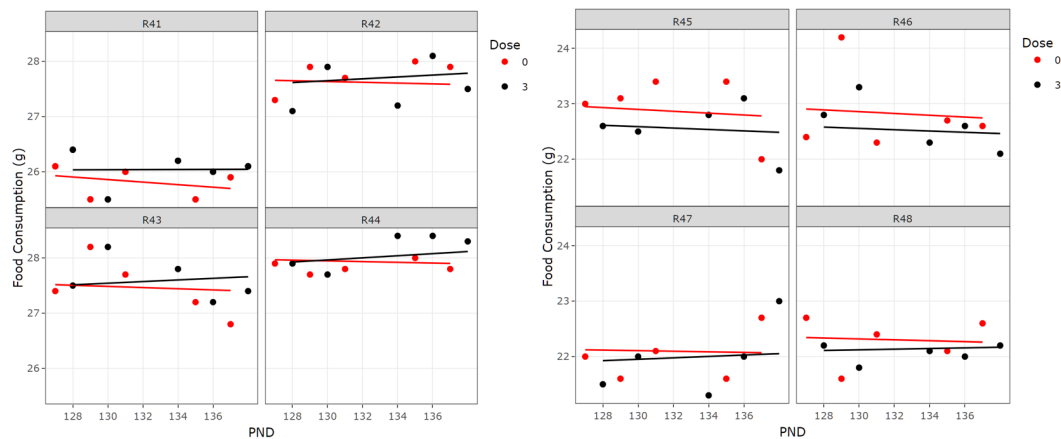 R41 R42
Dose
0
3
28
27
26
R43 R44
28
27
26
128 130 132 134 136 128 130 132 134 136
Food Consumption (g)
PND
R45 R46
Dose
0
3
24
23
22
R47 R48
24
23
22
128 130 132 134 136 128 130 132 134 136
Food Consumption (g)
PND